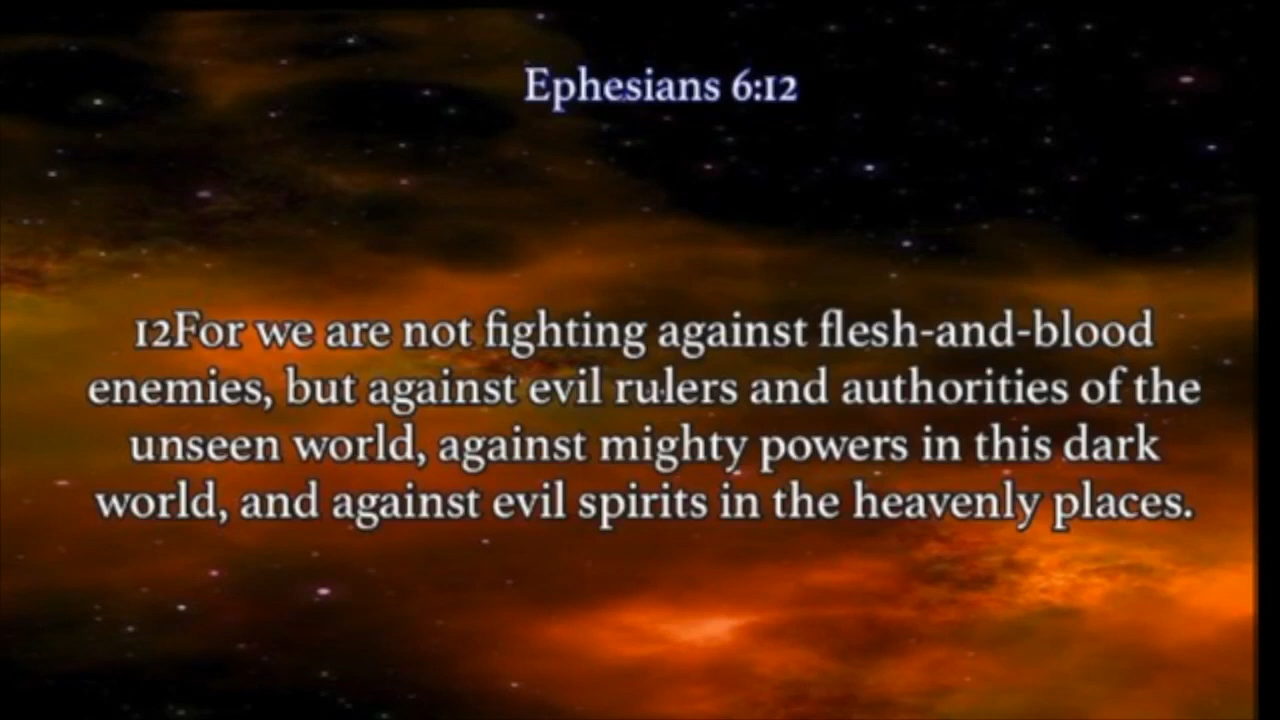 Ephesians 6:12
12For we are not fighting against flesh-and-blood
enemies, but against evil rulers and authorities of the
unseen world, against mighty powers in this dark
world, and against evil spirits in the heavenly places.